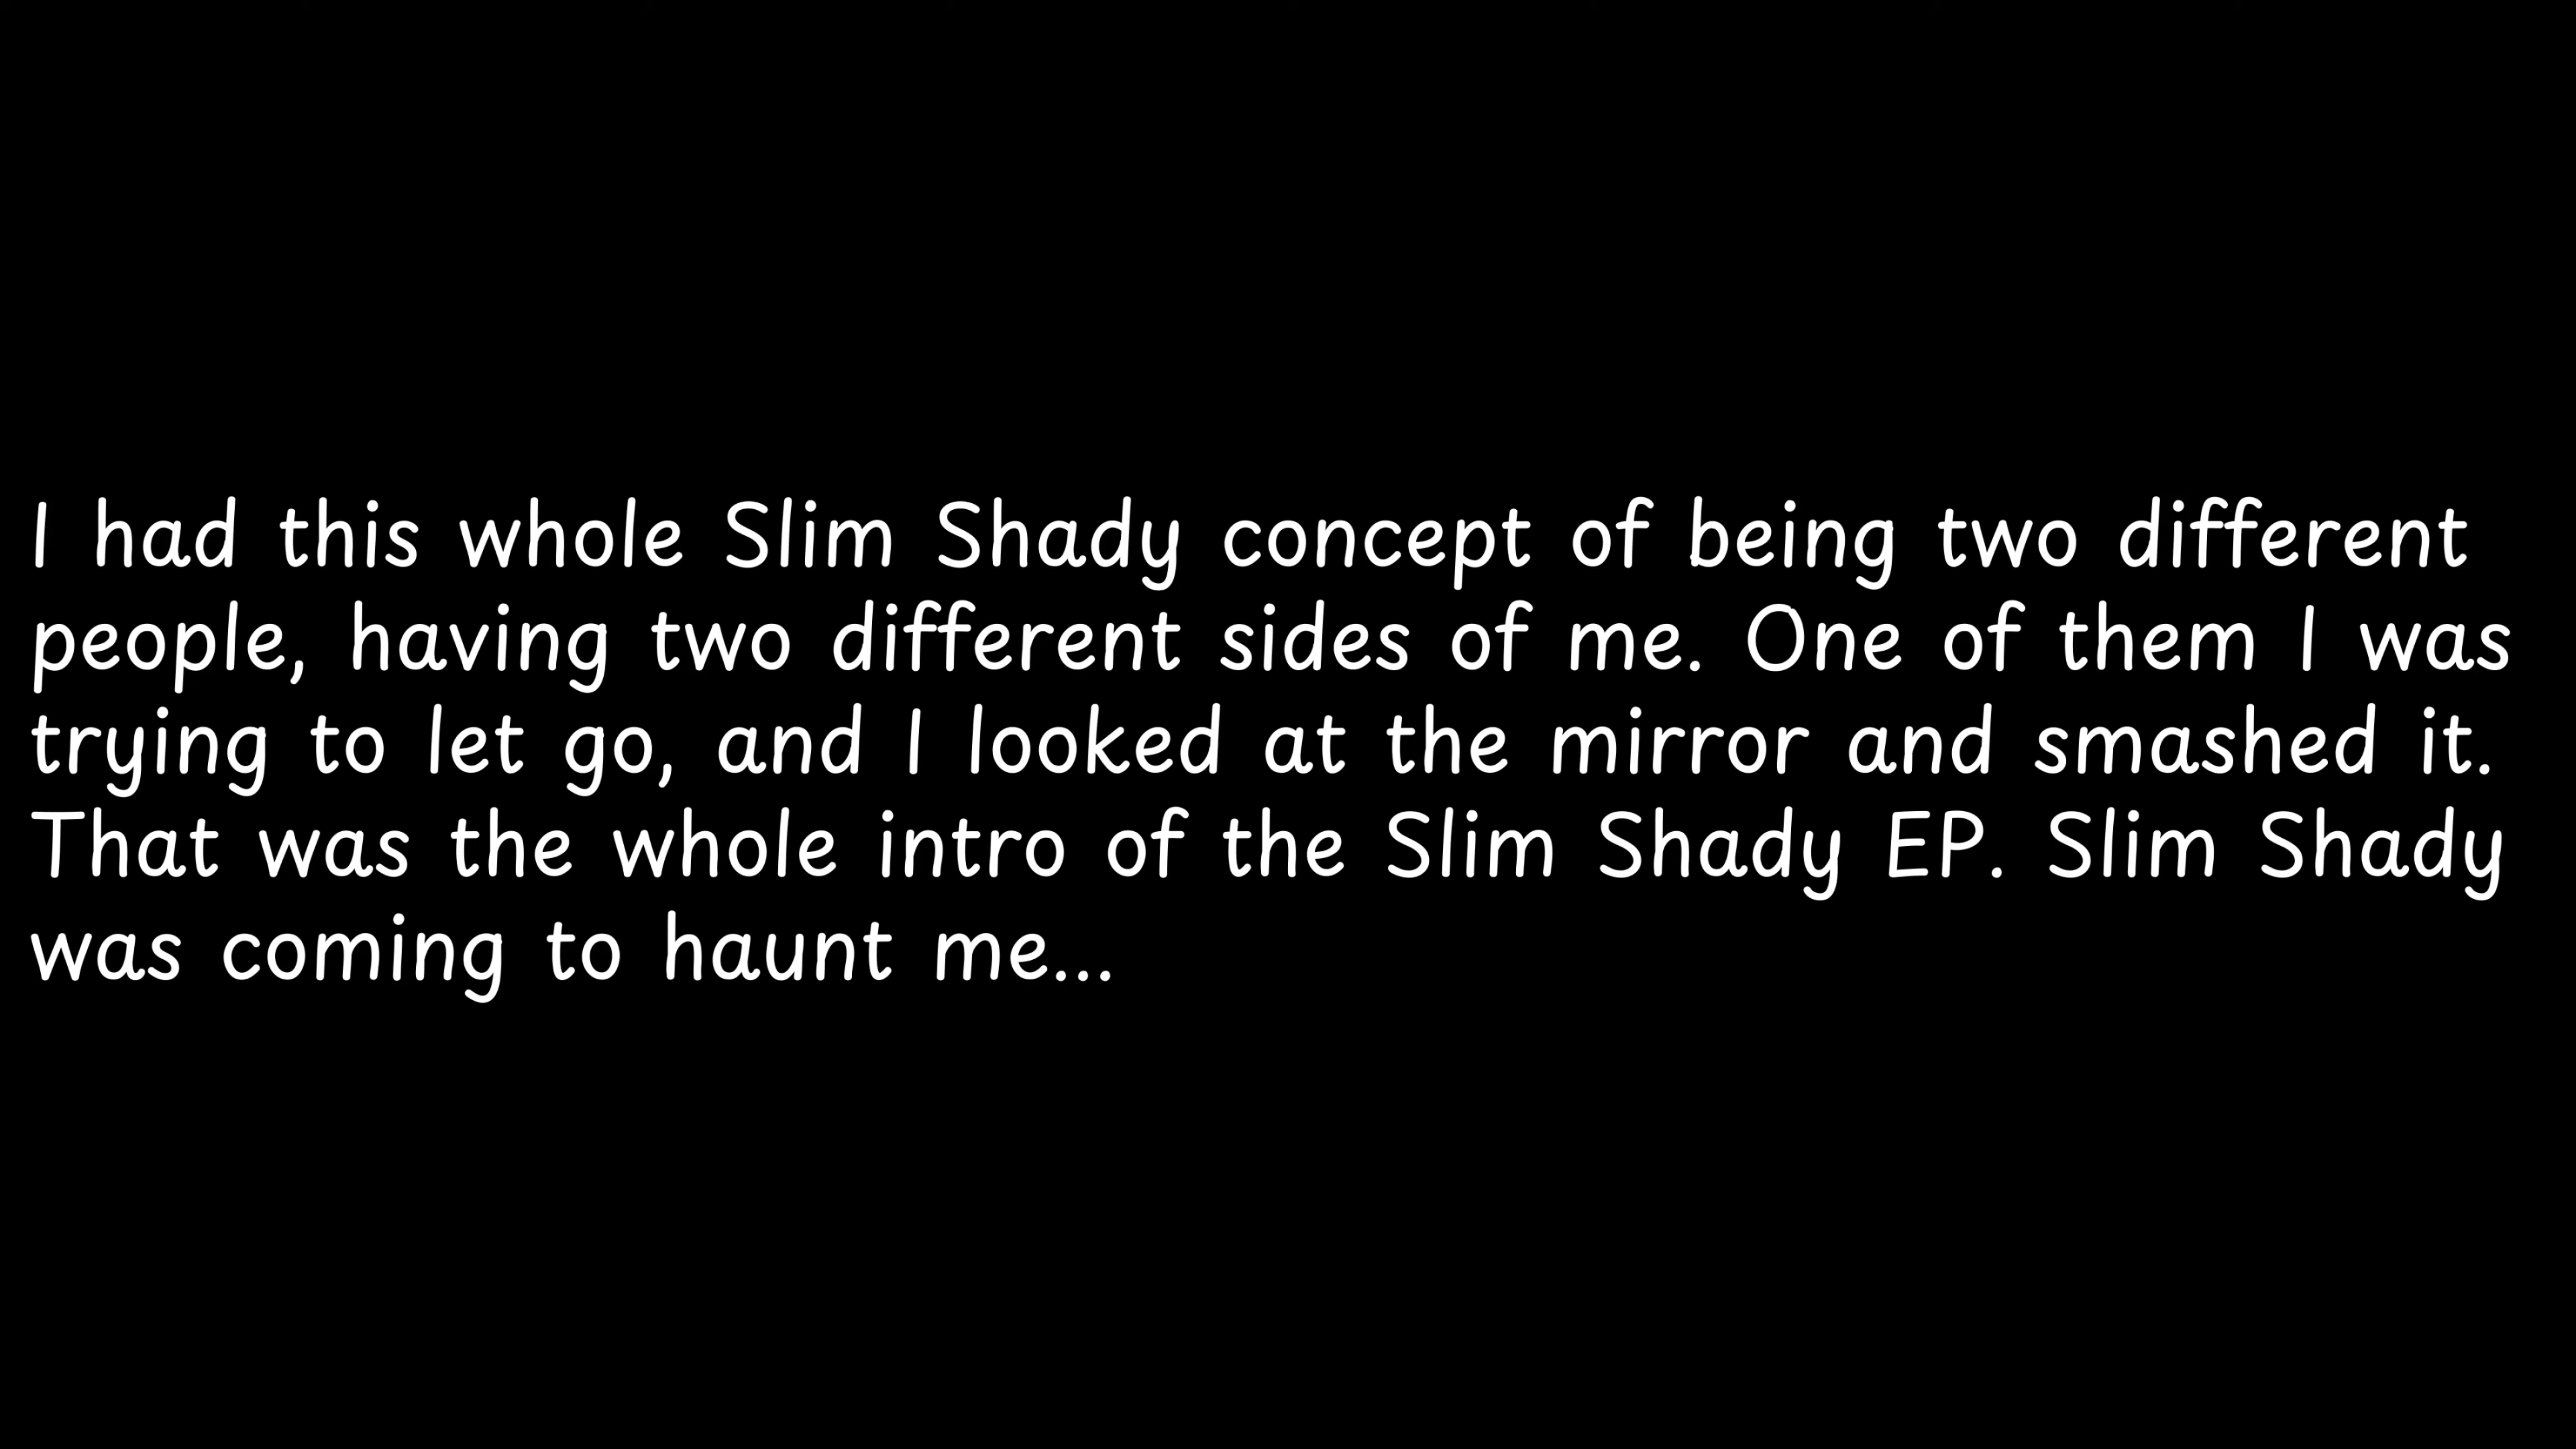 I had this whole Slim Shady concept of being two different
people, having two different sides of me. One of them I was
trying to let go, and I looked at the mirror and smashed it.
That was the whole intro of the Slim Shady EP. Slim Shady
was coming to haunt me...